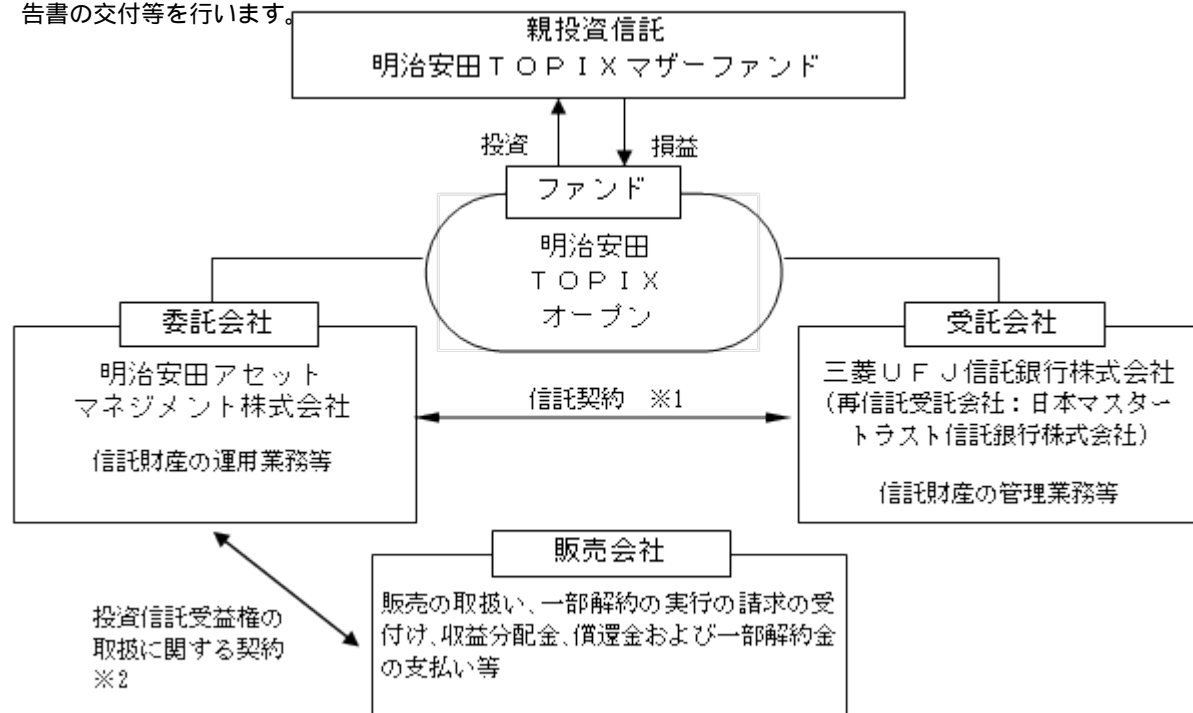 告書の交付等を行います。
親投資信託
明治安田ＴＯＰＩＸマザーファンド
投資
損益
ファンド
明治安田
ＴＯＰＩＸ
オープン
委託会社
明治安田アセット
マネジメント株式会社
信託財産の運用業務等
信託契約　※1
受託会社
三菱ＵＦＪ信託銀行株式会社
（再信託受託会社：日本マスター
トラスト信託銀行株式会社）
信託財産の管理業務等
投資信託受益権の
取扱に関する契約
※2
販売会社
販売の取扱い、一部解約の実行の請求の受
付け、収益分配金、償還金および一部解約金
の支払い等